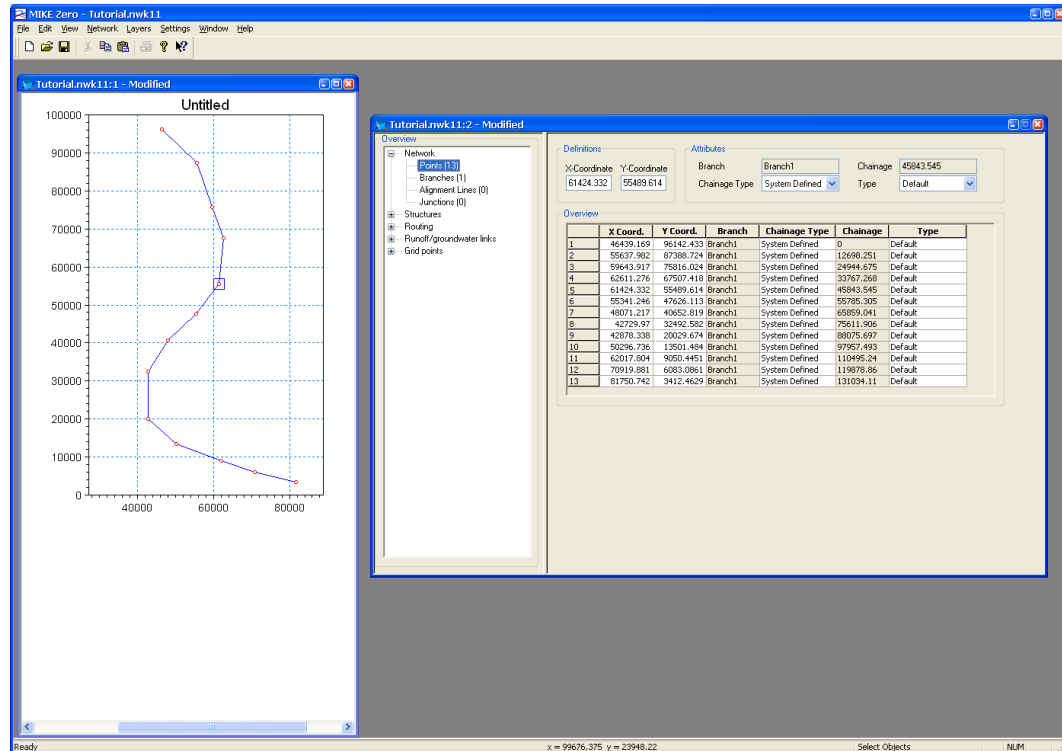 MIKE Zero - Tutorial.nwk11
File Edit View Network Layers Settings Window Help
Tutorial.nwk11:1 - Modified
Untitled
100000
90000
80000
70000
60000
50000
40000
30000
20000
10000
0
40000 60000 80000
Tutorial.nwk11:2 - Modified
Overview
Network
Points (13)
Branches (1)
Alignment Lines (0)
Junctions (0)
Structures
Routing
Runoff/groundwater links
Grid points
Definitions
X-Coordinate Y-Coordinate
61424.332 55489.614
Attributes
Branch Branch1 Chainage 45843.545
Chainage Type System Defined Type Default
Overview
X Coord. Y Coord. Branch Chainage Type Chainage Type
1 46439.169 96142.433 Branch1 System Defined 0 Default
2 55637.982 87388.724 Branch1 System Defined 12698.251 Default
3 59643.917 75816.024 Branch1 System Defined 24944.675 Default
4 62611.276 67507.418 Branch1 System Defined 33767.268 Default
5 61424.332 55489.614 Branch1 System Defined 45843.545 Default
6 55341.246 47626.113 Branch1 System Defined 55785.305 Default
7 48071.217 40652.819 Branch1 System Defined 65859.041 Default
8 42729.97 32492.582 Branch1 System Defined 75611.906 Default
9 42878.338 20029.674 Branch1 System Defined 88075.697 Default
10 50296.736 13501.484 Branch1 System Defined 97957.493 Default
11 62017.804 9050.4451 Branch1 System Defined 110495.24 Default
12 70919.881 6083.0861 Branch1 System Defined 119878.86 Default
13 81750.742 3412.4629 Branch1 System Defined 131034.11 Default
Ready x = 99676.375 y = 23948.22 Select Objects NUM